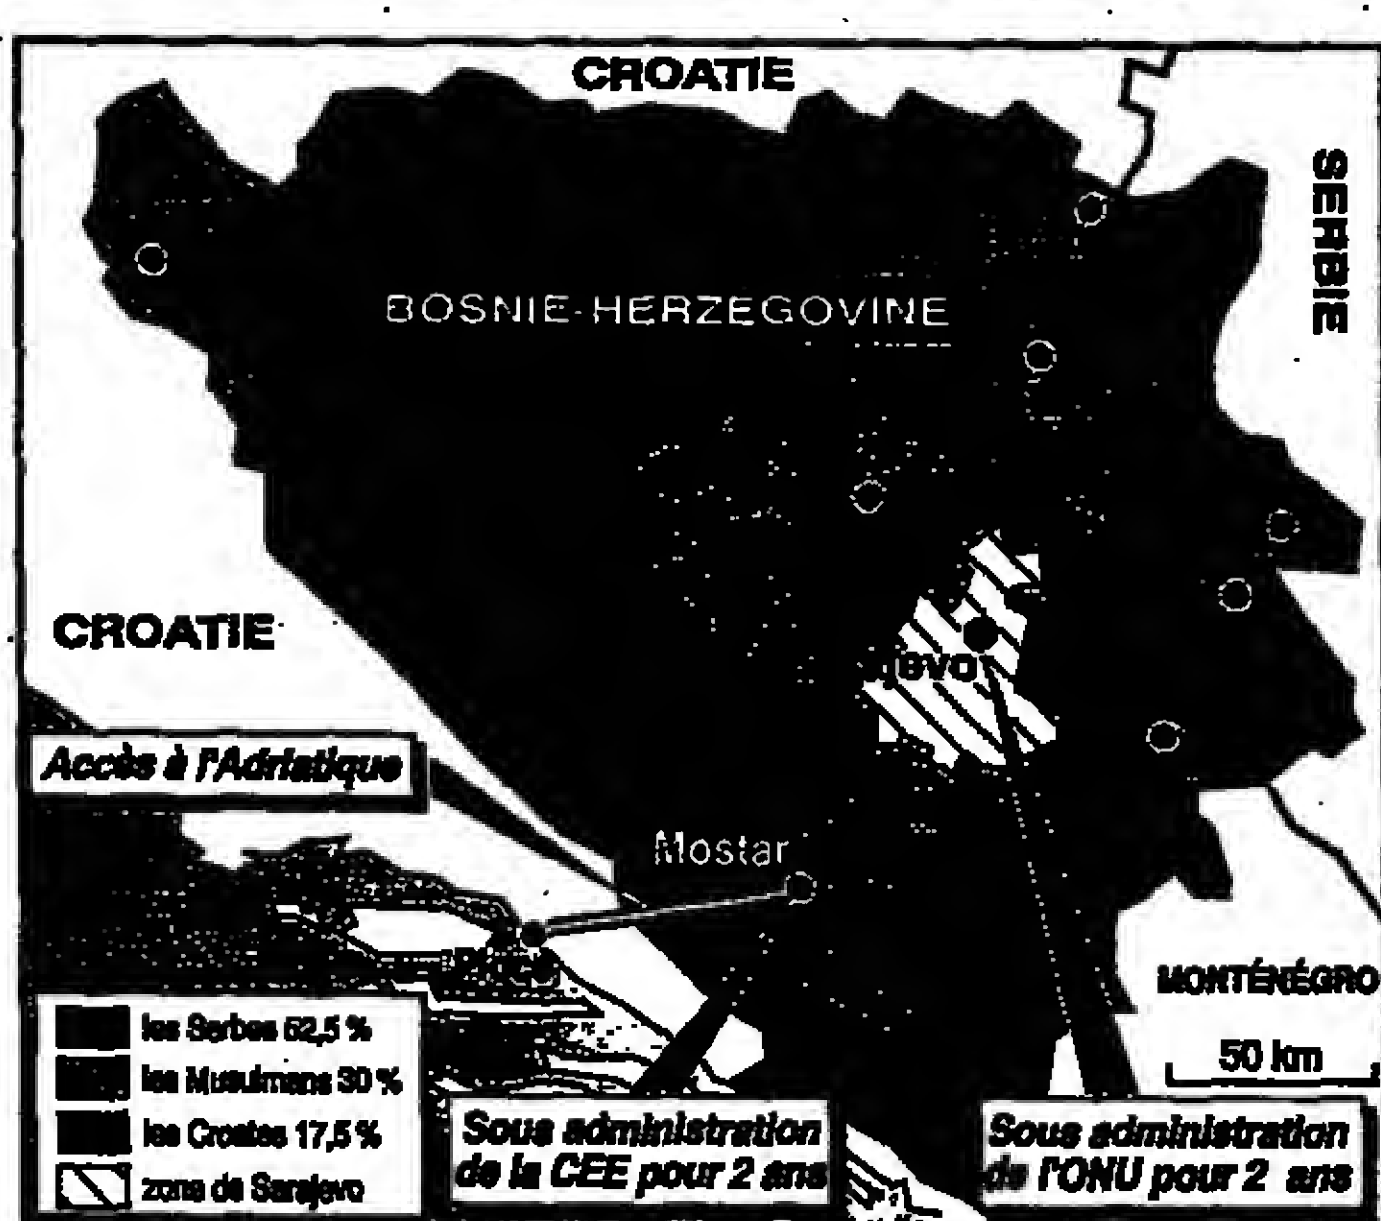 CROATIE
SERBIE
BOSNIE-HERZEGOVINE
CROATIE
ajevo
Accès à l'Adriatique
Mostar
MONTÉNÉGRO
50 km
les Serbes 52,5 %
les Musulmans 30 %
les Croates 17,5 %
zone de Sarajevo
Sous administration
de la CEE pour 2 ans
Sous administration
de l'ONU pour 2 ans